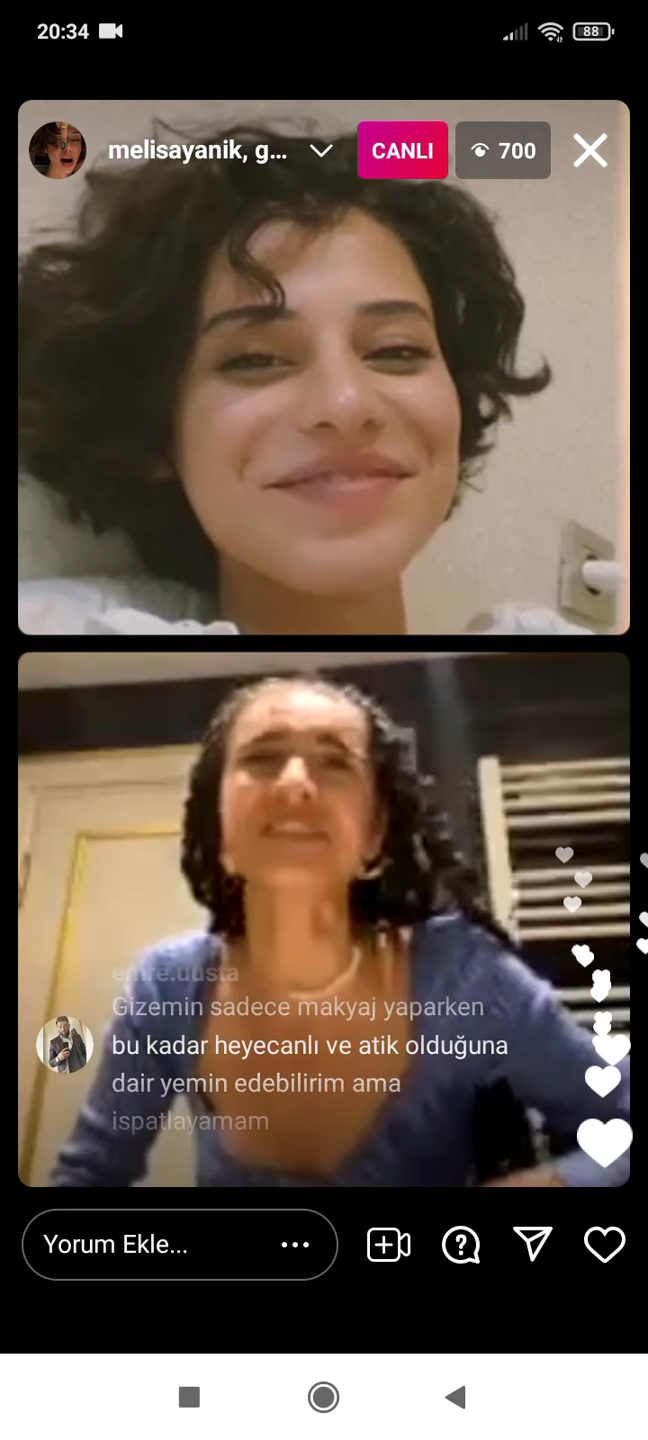 20:34
88
melisayanik, g...
CANLI
700
emre.uusta
Gizemin sadece makyaj yaparken
bu kadar heyecanlı ve atik olduğuna
dair yemin edebilirim ama
ispatlayamam
Yorum Ekle...